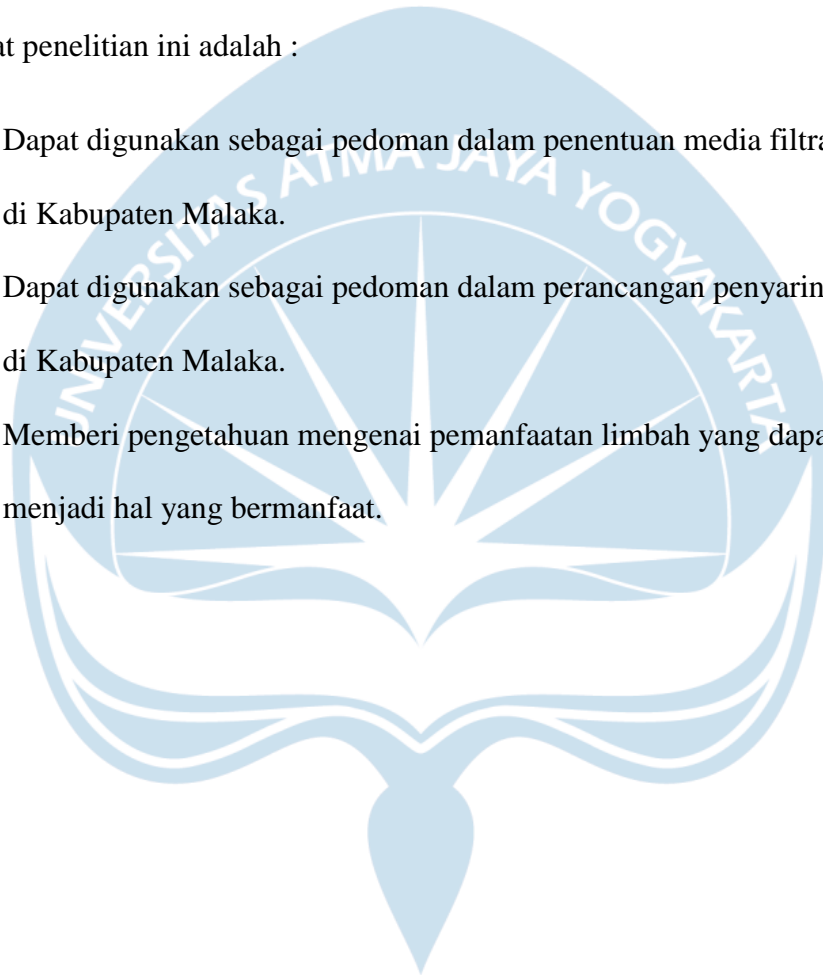 at penelitian ini adalah :
Dapat digunakan sebagai pedoman dalam penentuan media filtra
UNIVERSITAS ATMA JAYA YOGYAKARTA
di Kabupaten Malaka.
Dapat digunakan sebagai pedoman dalam perancangan penyarin
di Kabupaten Malaka.
Memberi pengetahuan mengenai pemanfaatan limbah yang dapa
menjadi hal yang bermanfaat.